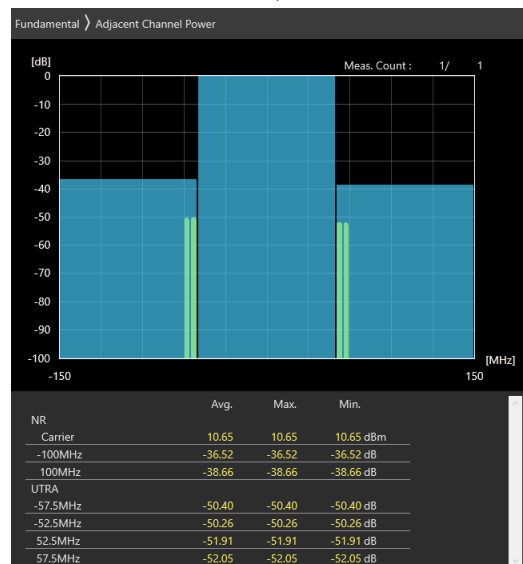 Fundamental 〉 Adjacent Channel Power
[dB]
Meas. Count : 1/ 1
0
-10
-20
-30
-40
-50
-60
-70
-80
-90
-100
[MHz]
-150 150
Avg. Max. Min.
NR
Carrier 10.65 10.65 10.65 dBm
-100MHz -36.52 -36.52 -36.52 dB
100MHz -38.66 -38.66 -38.66 dB
UTRA
-57.5MHz -50.40 -50.40 -50.40 dB
-52.5MHz -50.26 -50.26 -50.26 dB
52.5MHz -51.91 -51.91 -51.91 dB
57.5MHz -52.05 -52.05 -52.05 dB